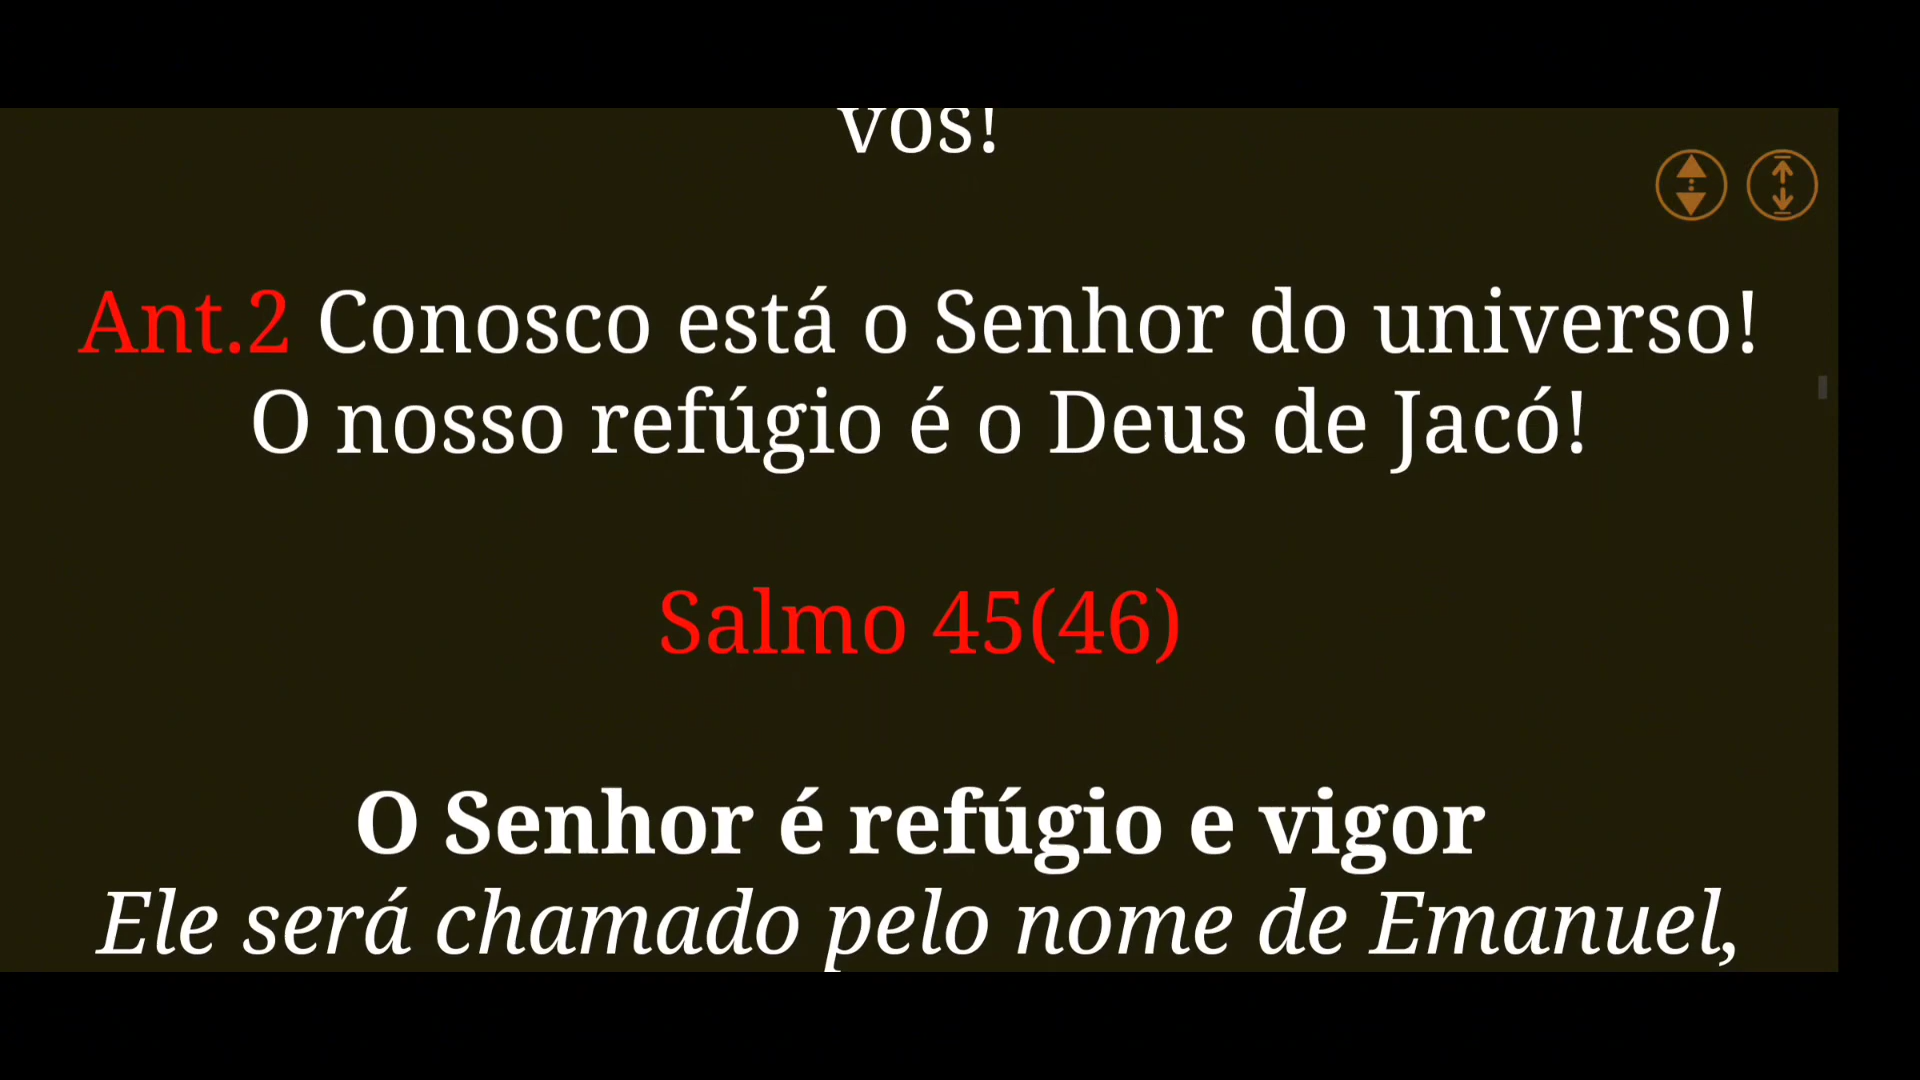 vós!
Ant.2 Conosco está o Senhor do universo!
O nosso refúgio é o Deus de Jacó!
Salmo 45(46)
O Senhor é refúgio e vigor
Ele será chamado pelo nome de Emanuel,